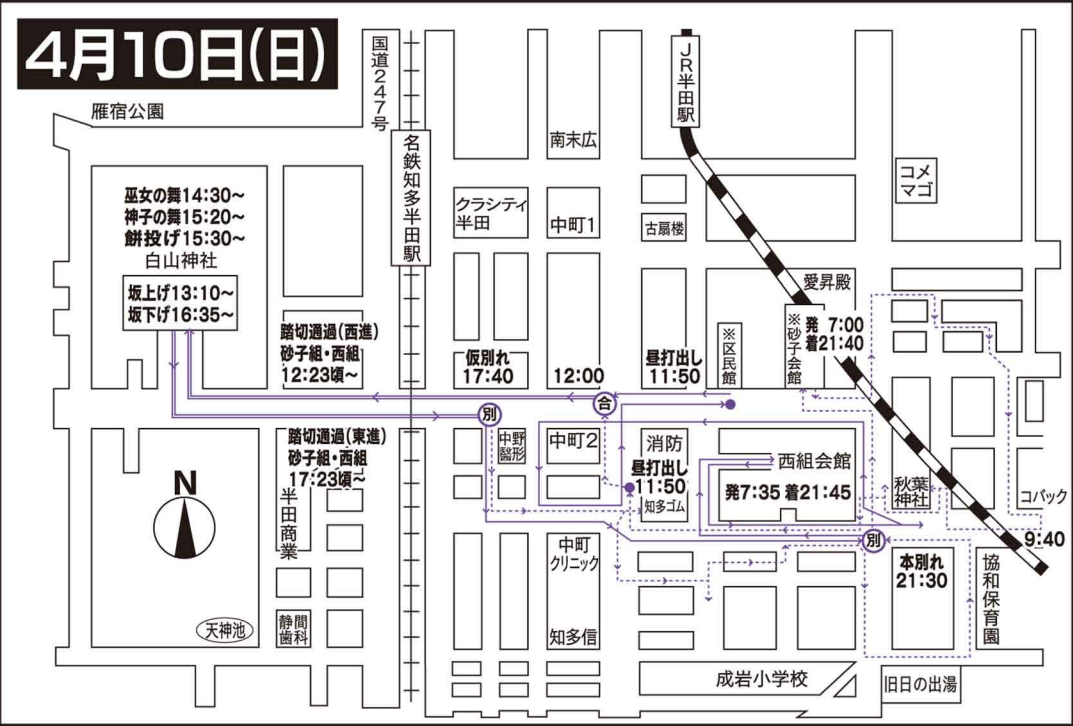 4月10日(日)
国道247号
JR半田駅
雁宿公園
名鉄知多半田駅
南末広
コメ
マゴ
巫女の舞14:30〜
神子の舞15:20〜
餅投げ15:30〜
白山神社
坂上げ13:10〜
坂下げ16:35〜
クラシティ
半田
中町1
古扇楼
愛昇殿
※砂子会館
発 7:00
着21:40
踏切通過(西進)
砂子組・西組
12:23頃〜
仮別れ
17:40
12:00
昼打出し
11:50
※区民館
合
別
踏切通過(東進)
砂子組・西組
17:23頃〜
中野
醫形
中町2
消防
昼打出し
11:50
知多ゴム
西組会館
発7:35 着21:45
秋葉
神社
コパック
N
半田商業
中町
クリニック
別
9:40
本別れ
21:30
協和保育園
天神池
静間
歯科
知多信
成岩小学校
旧日の出湯